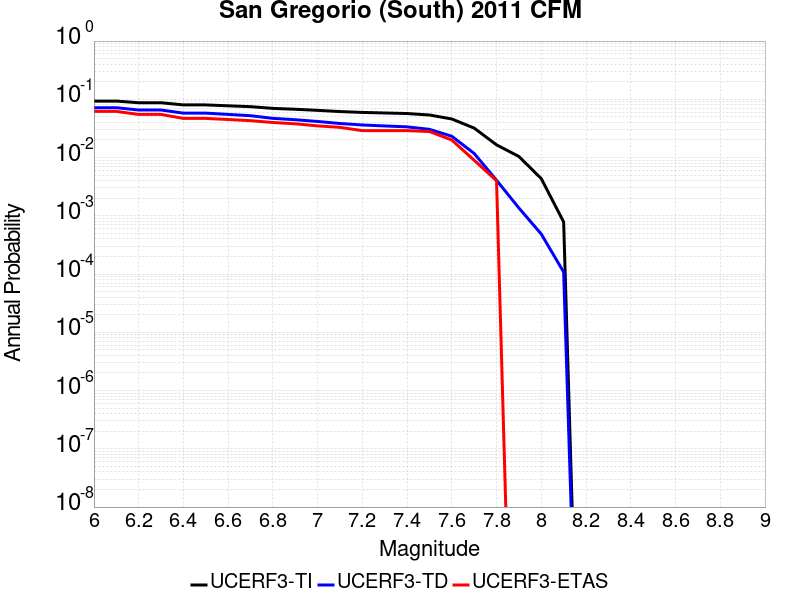 San Gregorio (South) 2011 CFM
10^0
10^-1
10^-2
10^-3
10^-4
10^-5
10^-6
10^-7
10^-8
Annual Probability
6 6.2 6.4 6.6 6.8 7 7.2 7.4 7.6 7.8 8 8.2 8.4 8.6 8.8 9
Magnitude
UCERF3-TI UCERF3-TD UCERF3-ETAS